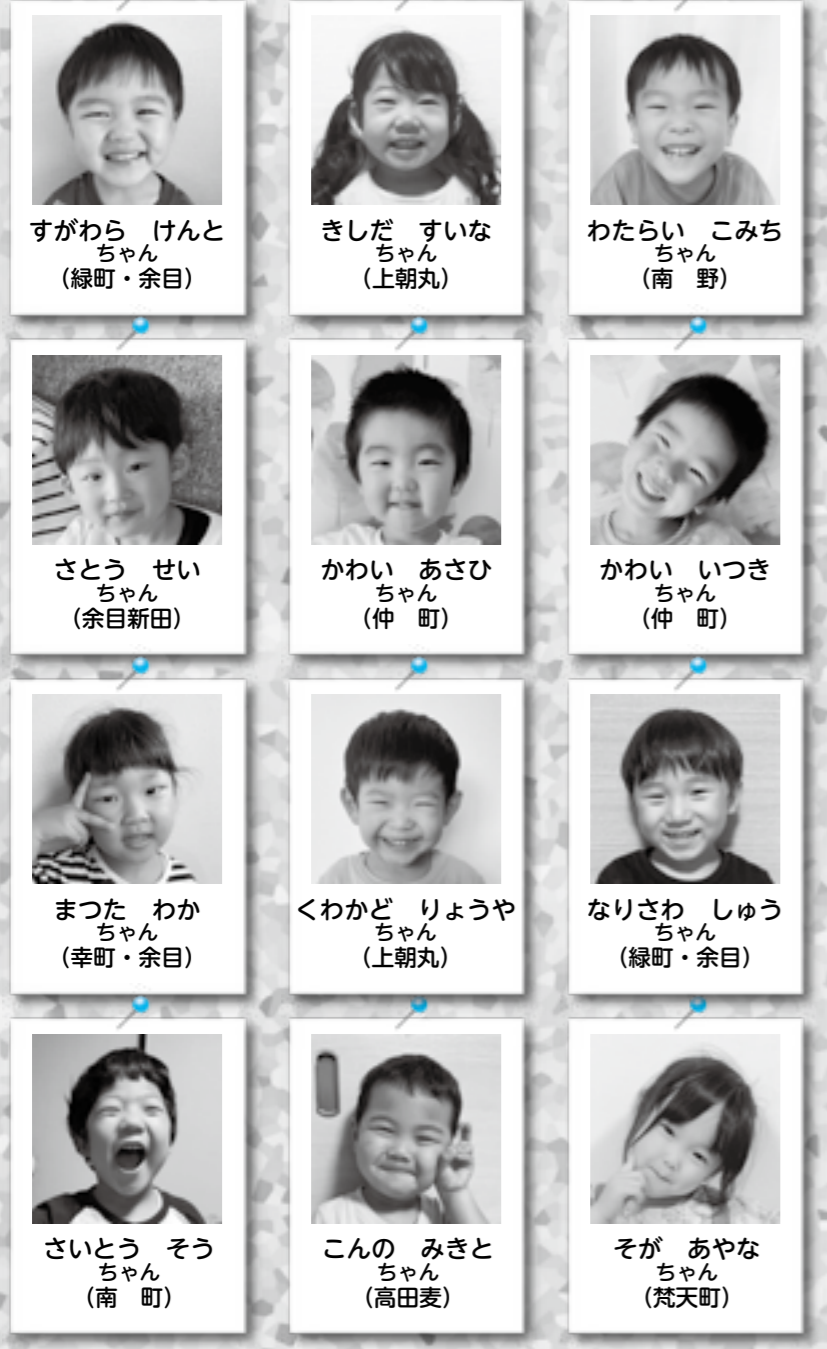 すがわら　けんと
ちゃん
（緑町・余目）
きしだ　すいな
ちゃん
（上朝丸）
わたらい　こみち
ちゃん
（南　野）
さとう　せい
ちゃん
（余目新田）
かわい　あさひ
ちゃん
（仲　町）
かわい　いつき
ちゃん
（仲　町）
まつた　わか
ちゃん
（幸町・余目）
くわかど　りょうや
ちゃん
（上朝丸）
なりさわ　しゅう
ちゃん
（緑町・余目）
さいとう　そう
ちゃん
（南　町）
こんの　みきと
ちゃん
（高田麦）
そが　あやな
ちゃん
（梵天町）